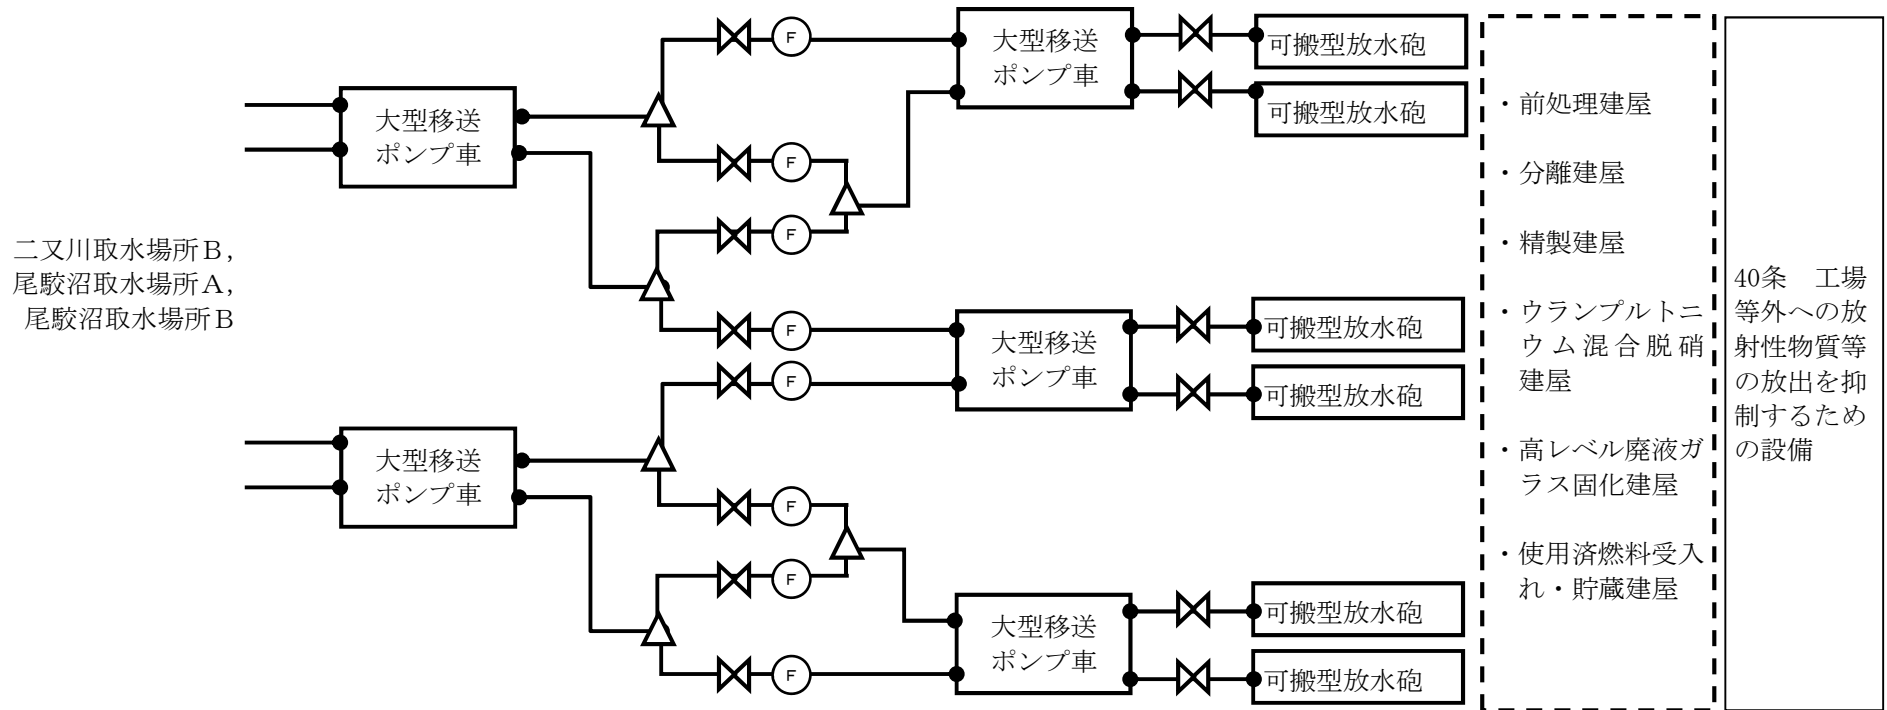 二又川取水場所Ｂ，
尾駮沼取水場所Ａ，
尾駮沼取水場所Ｂ
大型移送
ポンプ車
大型移送
ポンプ車
F
F
F
F
F
F
F
F
大型移送
ポンプ車
大型移送
ポンプ車
大型移送
ポンプ車
可搬型放水砲
可搬型放水砲
可搬型放水砲
可搬型放水砲
可搬型放水砲
可搬型放水砲
・前処理建屋
・分離建屋
・精製建屋
・ウランプルトニ
ウム混合脱硝
建屋
・高レベル廃液ガ
ラス固化建屋
・使用済燃料受入
れ・貯蔵建屋
40条　工場
等外への放
射性物質等
の放出を抑
制するため
の設備